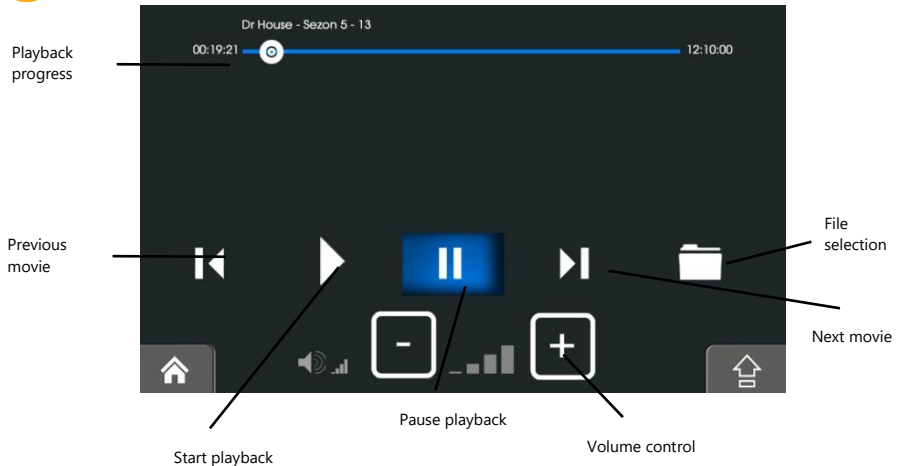 Dr House - Sezon 5 - 13
00:19:21
12:10:00
Playback
progress
Previous
movie
File
selection
Next movie
-
+
Pause playback
Volume control
Start playback